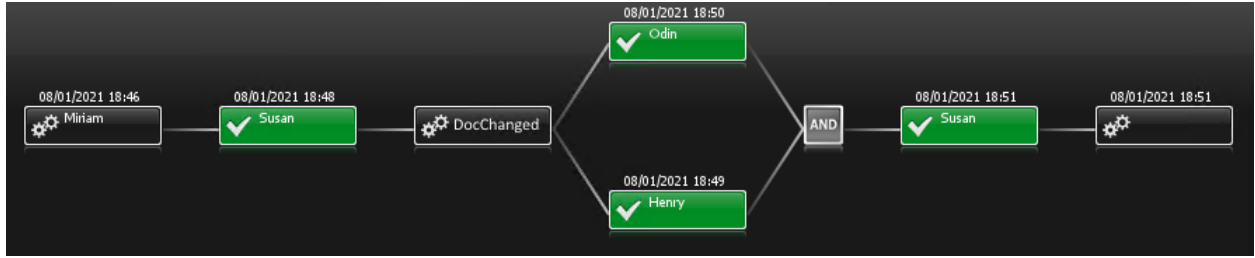 08/01/2021 18:46
Miriam
08/01/2021 18:48
Susan
DocChanged
08/01/2021 18:50
Odin
08/01/2021 18:49
Henry
AND
08/01/2021 18:51
Susan
08/01/2021 18:51